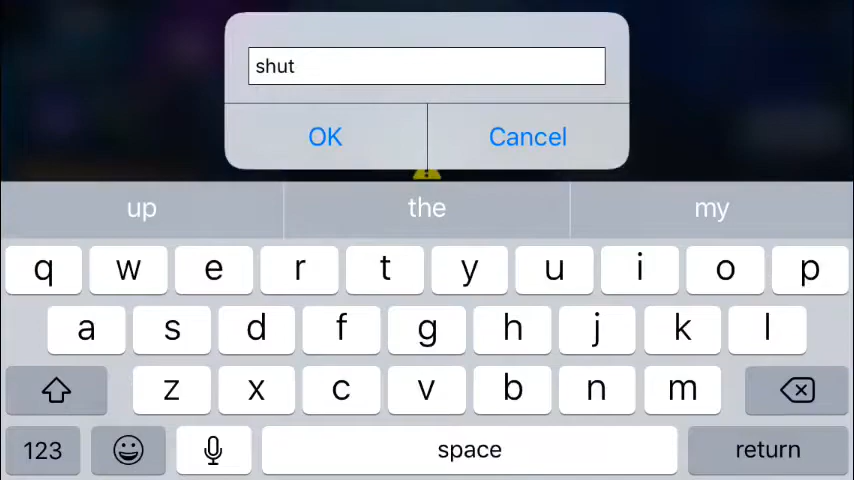 shut
OK Cancel
up the my
q w e r t y u i o p
a s d f g h j k l
z x c v b n m
123 space return